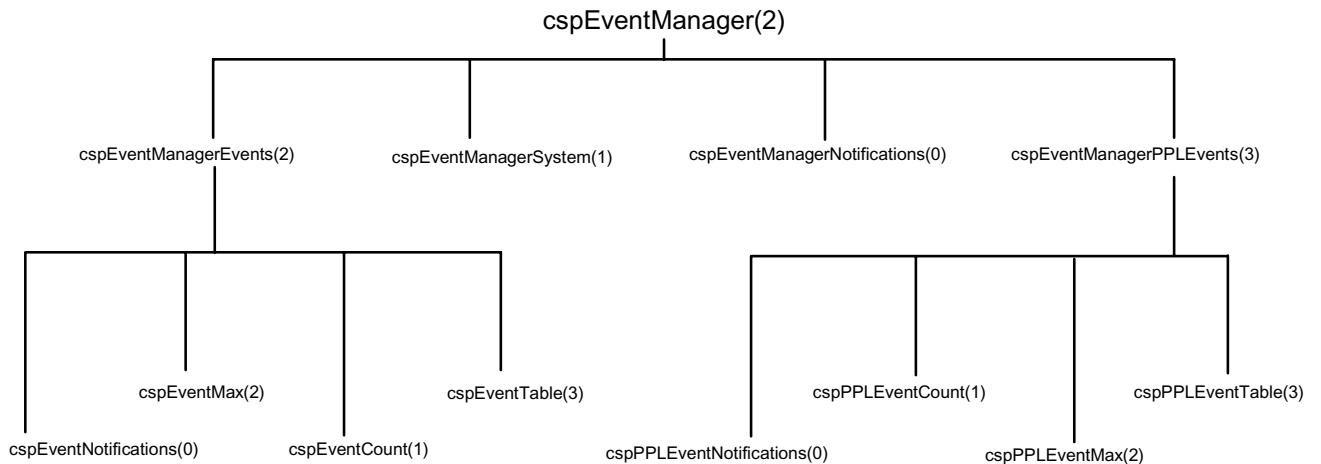 cspEventManager(2)
cspEventManagerEvents(2)
cspEventManagerSystem(1)
cspEventManagerNotifications(0)
cspEventManagerPPLEvents(3)
cspEventMax(2)
cspEventTable(3)
cspPPLEventCount(1)
cspPPLEventTable(3)
cspEventNotifications(0)
cspEventCount(1)
cspPPLEventNotifications(0)
cspPPLEventMax(2)